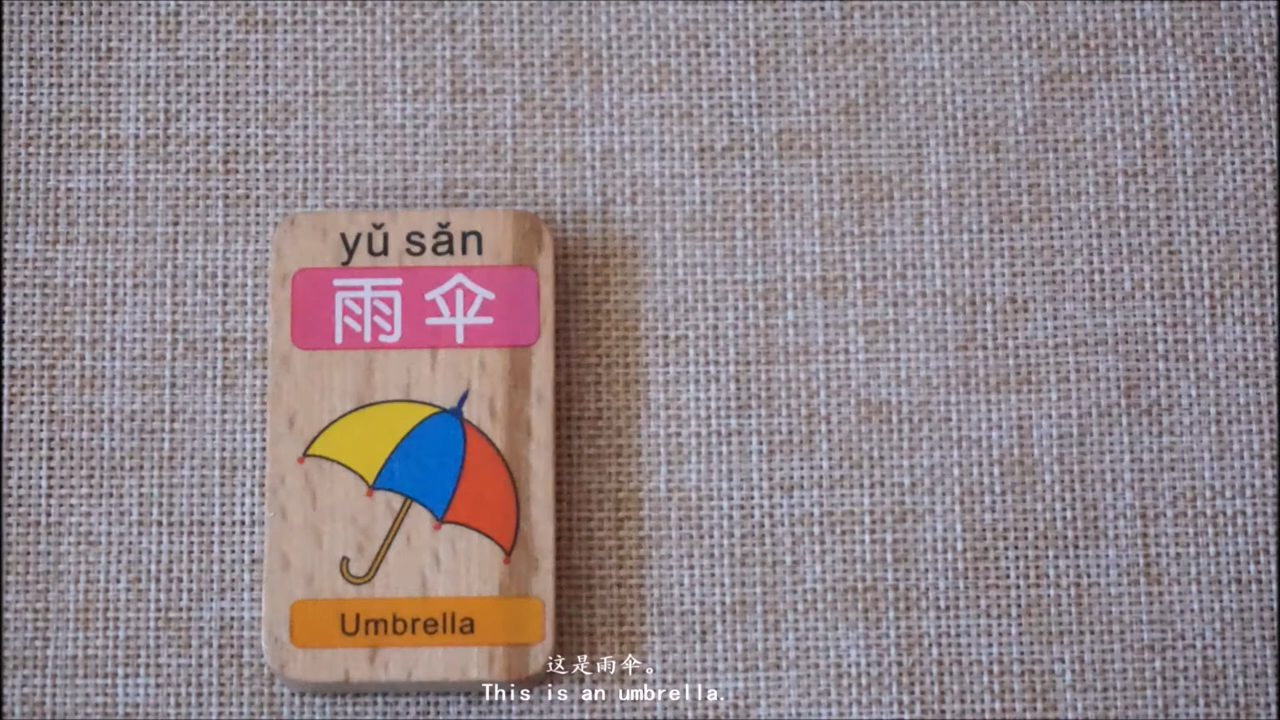 yǔ sǎn
雨伞
Umbrella
这是雨伞。
This is an umbrella.